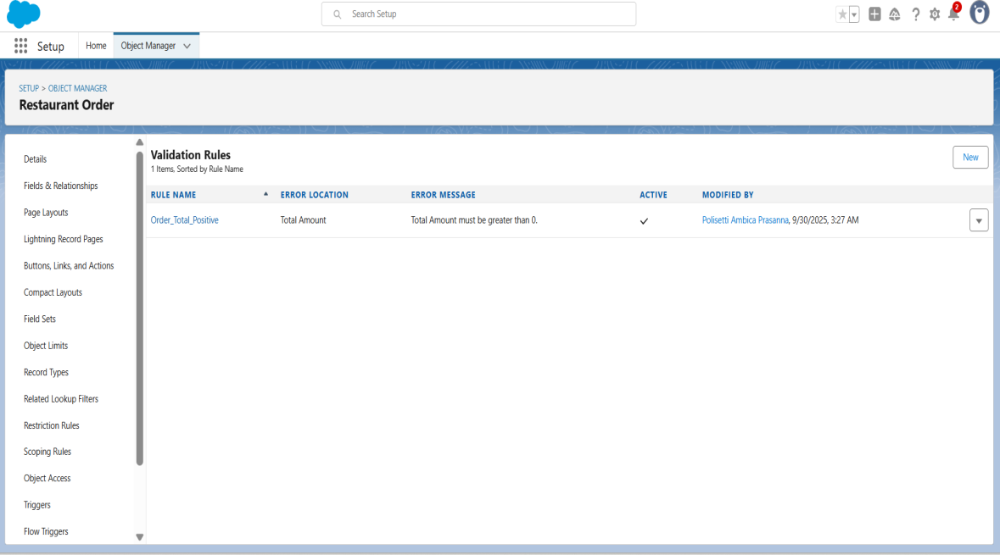 Search Setup
2
Setup
Home
Object Manager
SETUP > OBJECT MANAGER
Restaurant Order
Details
Fields & Relationships
Page Layouts
Lightning Record Pages
Buttons, Links, and Actions
Compact Layouts
Field Sets
Object Limits
Record Types
Related Lookup Filters
Restriction Rules
Scoping Rules
Object Access
Triggers
Flow Triggers
Validation Rules
1 Items, Sorted by Rule Name
New
RULE NAME ERROR LOCATION ERROR MESSAGE ACTIVE MODIFIED BY
Order_Total_Positive Total Amount Total Amount must be greater than 0. Polisetti Ambica Prasanna, 9/30/2025, 3:27 AM